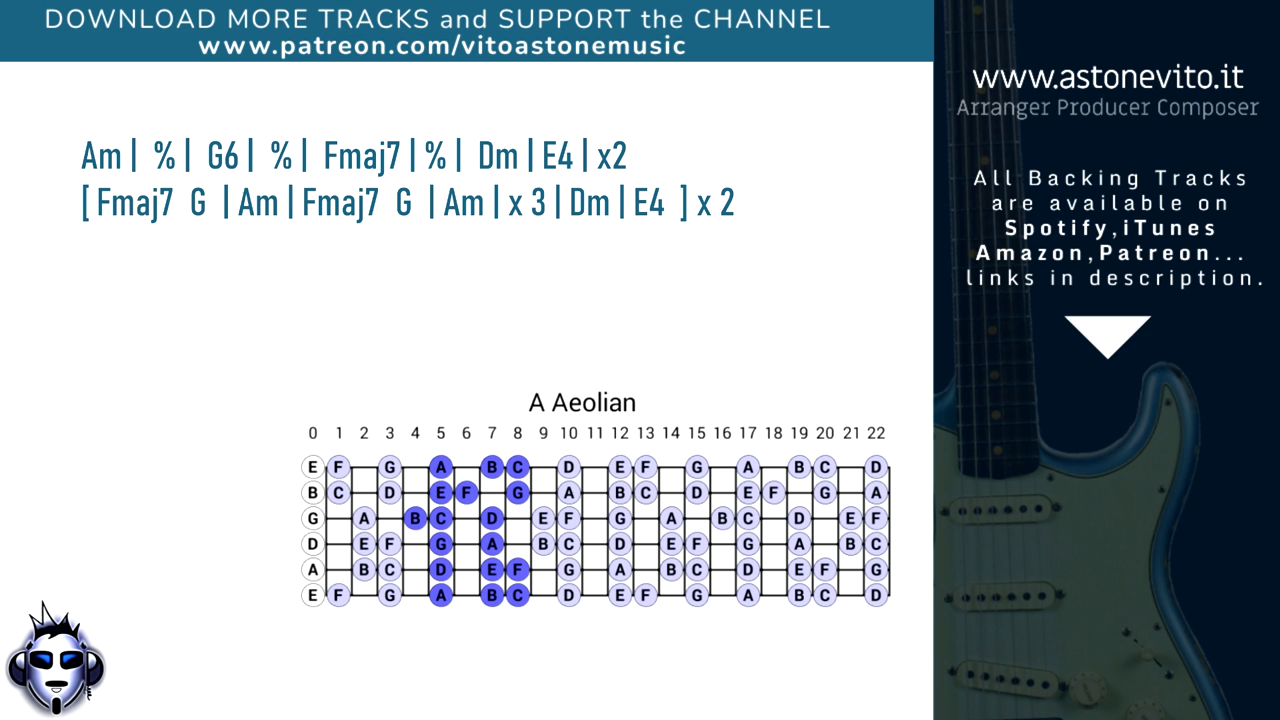 DOWNLOAD MORE TRACKS and SUPPORT the CHANNEL
www.patreon.com/vitoastonemusic
Am | % | G6 | % | Fmaj7 | % | Dm | E4 | x2
[ Fmaj7 G | Am | Fmaj7 G | Am | x 3 | Dm | E4 ] x 2
www.astonevito.it
Arranger Producer Composer
All Backing Tracks
are available on
Spotify,iTunes
Amazon,Patreon...
links in description.
A Aeolian
0 1 2 3 4 5 6 7 8 9 10 11 12 13 14 15 16 17 18 19 20 21 22
E F G A B C D E F G A B C D
B C D E F G A B C D E F G A
G A B C D E F G A B C D E F
D E F G A B C D E F G A B C
A B C D E F G A B C D E F G
E F G A B C D E F G A B C D